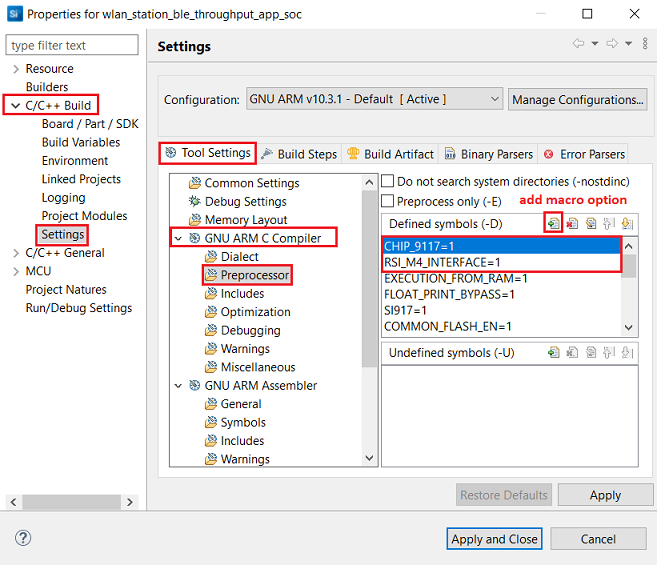 Si
Properties for wlan_station_ble_throughput_app_soc
type filter text
Resource
Builders
C/C++ Build
Board / Part / SDK
Build Variables
Environment
Linked Projects
Logging
Project Modules
Settings
C/C++ General
MCU
Project Natures
Run/Debug Settings
Settings
Configuration:
GNU ARM v10.3.1 - Default [ Active ]
Manage Configurations...
Tool Settings
Build Steps
Build Artifact
Binary Parsers
Error Parsers
Common Settings
Debug Settings
Memory Layout
GNU ARM C Compiler
Dialect
Preprocessor
Includes
Optimization
Debugging
Warnings
Miscellaneous
GNU ARM Assembler
General
Symbols
Includes
Warnings
Do not search system directories (-nostdinc)
Preprocess only (-E)
add macro option
Defined symbols (-D)
CHIP_9117=1
RSI_M4_INTERFACE=1
EXECUTION_FROM_RAM=1
FLOAT_PRINT_BYPASS=1
SI917=1
COMMON_FLASH_EN=1
Undefined symbols (-U)
Restore Defaults
Apply
?
Apply and Close
Cancel